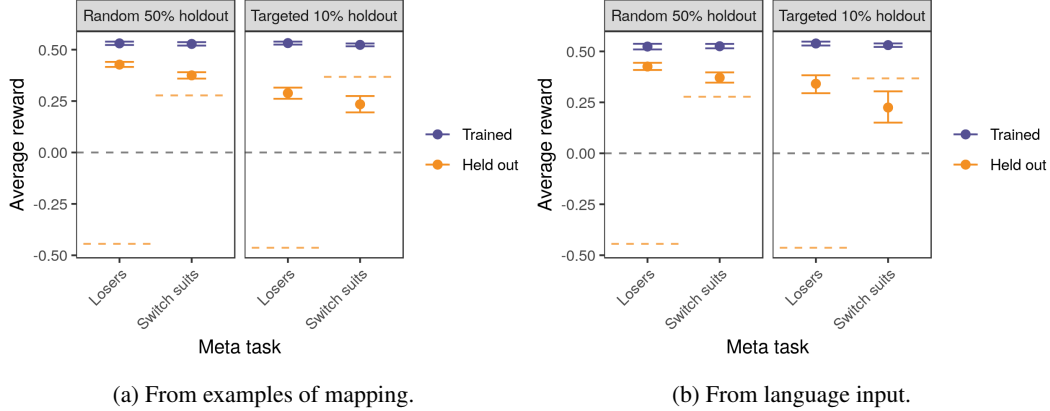 Random 50% holdout
Targeted 10% holdout
Average reward
0.50
0.25
0.00
-0.25
-0.50
Losers
Switch suits
Losers
Switch suits
Meta task
Trained
Held out
(a) From examples of mapping.
Random 50% holdout
Targeted 10% holdout
Average reward
0.50
0.25
0.00
-0.25
-0.50
Losers
Switch suits
Losers
Switch suits
Meta task
Trained
Held out
(b) From language input.